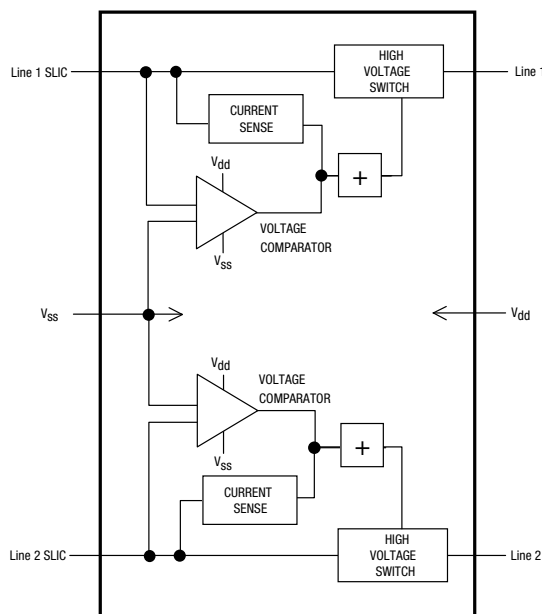 HIGH
VOLTAGE
SWITCH
Line 1 SLIC
Line 1
CURRENT
SENSE
Vdd
+
VOLTAGE
COMPARATOR
Vss
Vss
Vdd
Vdd
VOLTAGE
COMPARATOR
+
Vss
CURRENT
SENSE
HIGH
VOLTAGE
SWITCH
Line 2 SLIC
Line 2